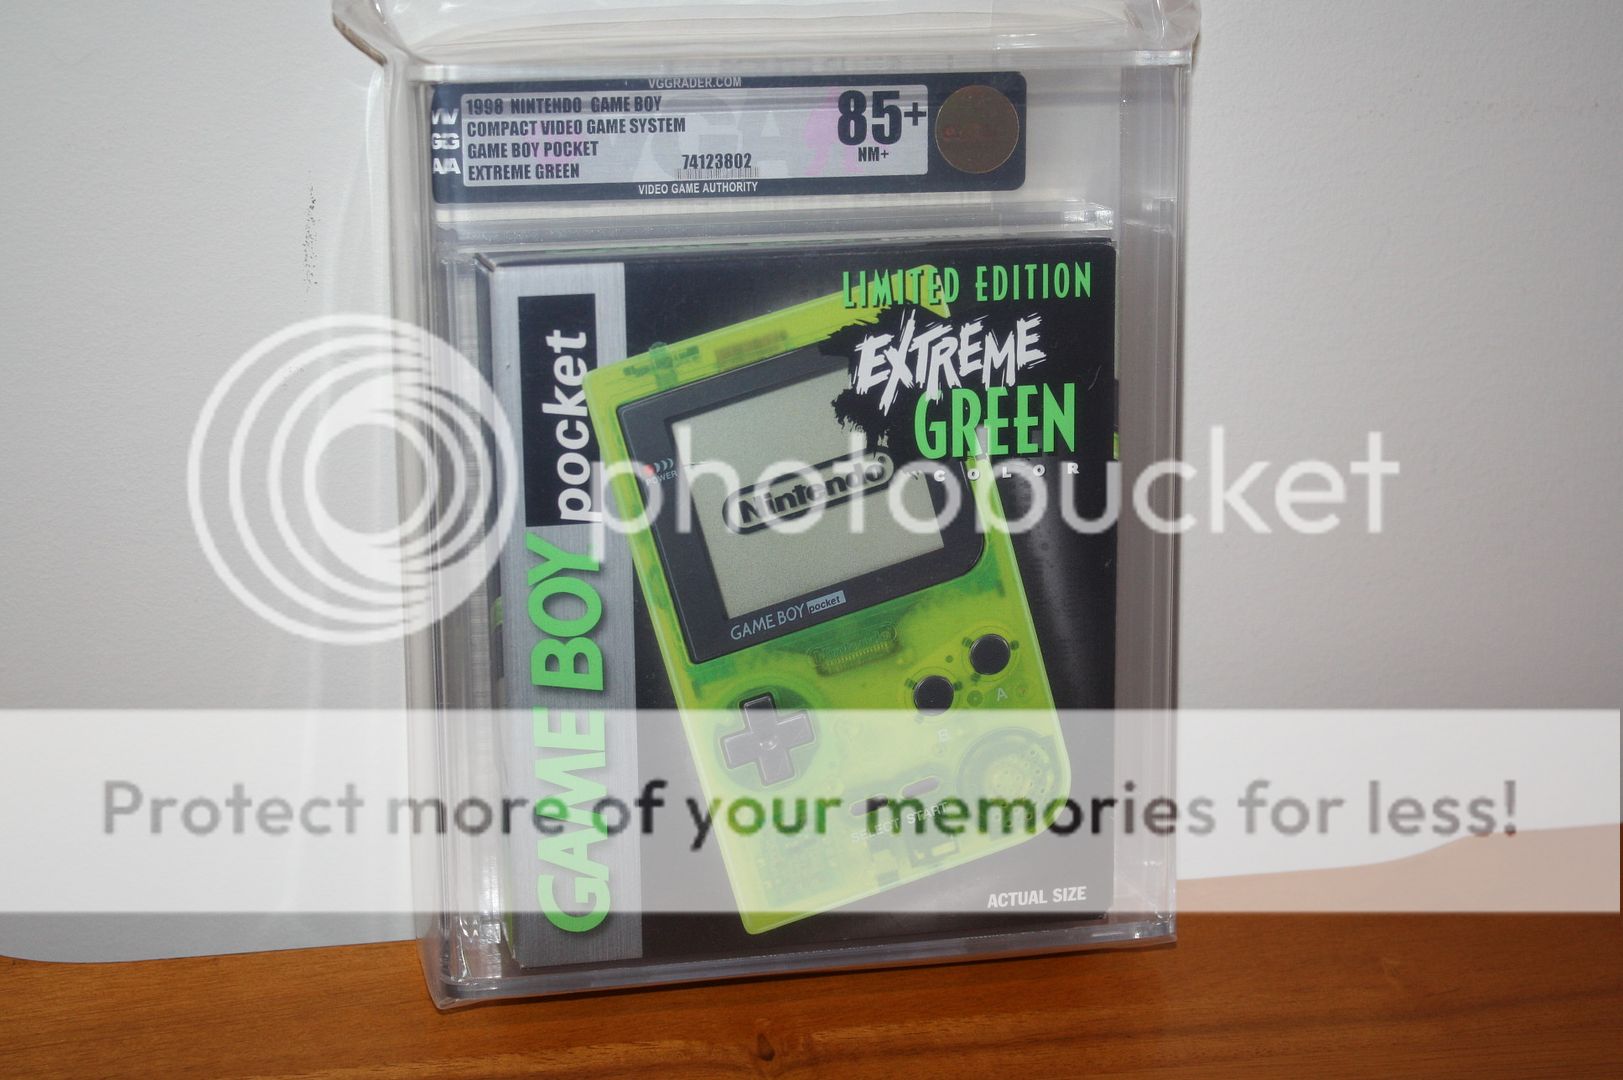 VGGRADER.COM
VGA
1998 NINTENDO GAME BOY
COMPACT VIDEO GAME SYSTEM
GAME BOY POCKET
EXTREME GREEN
74123802
85+
NM+
VIDEO GAME AUTHORITY
LIMITED EDITION
EXTREME
GREEN
COLOR
GAME BOY pocket
POWER
Nintendo
GAME BOY pocket
Nintendo
A
B
SELECT START
ACTUAL SIZE
photobucket
Protect more of your memories for less!